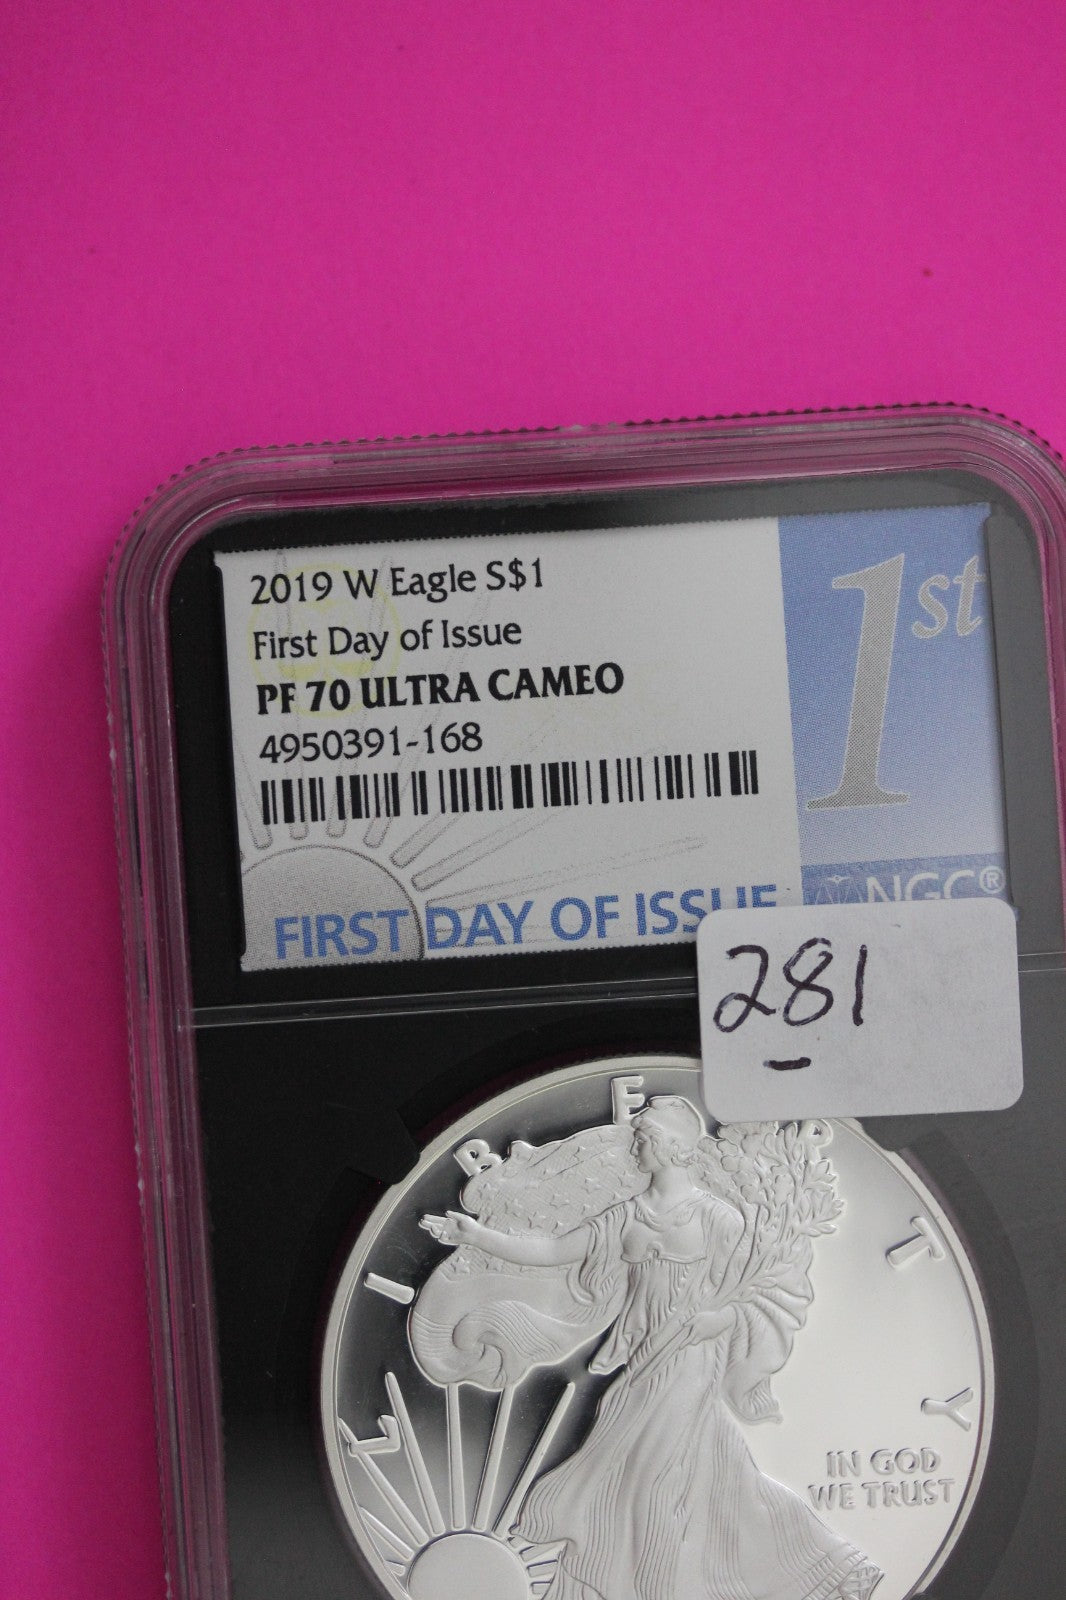 2019 W Eagle S$1
First Day of Issue
PF 70 ULTRA CAMEO
4950391-168
1st
NGC®
FIRST DAY OF ISSUE
281
LIBERTY
IN GOD
WE TRUST